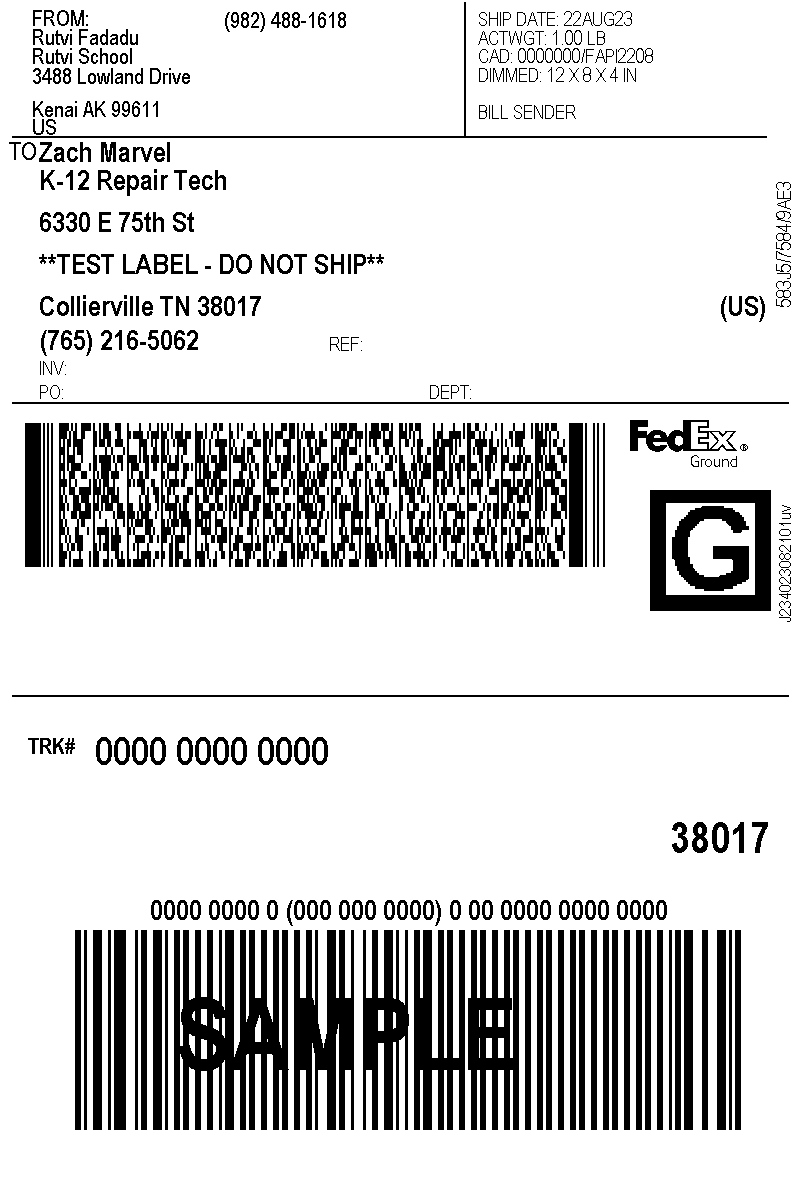 FROM: (982) 488-1618
Rutvi Fadadu
Rutvi School
3488 Lowland Drive
Kenai AK 99611
US
SHIP DATE: 22AUG23
ACTWGT: 1.00 LB
CAD: 0000000/FAPI2208
DIMMED: 12 X 8 X 4 IN
BILL SENDER
TO Zach Marvel
K-12 Repair Tech
6330 E 75th St
**TEST LABEL - DO NOT SHIP**
Collierville TN 38017 (US)
(765) 216-5062 REF:
INV:
PO: DEPT:
583J5/7584/9AE3
FedEx®
Ground
G
J234023082101uv
TRK# 0000 0000 0000
38017
0000 0000 0 (000 000 0000) 0 00 0000 0000 0000
SAMPLE